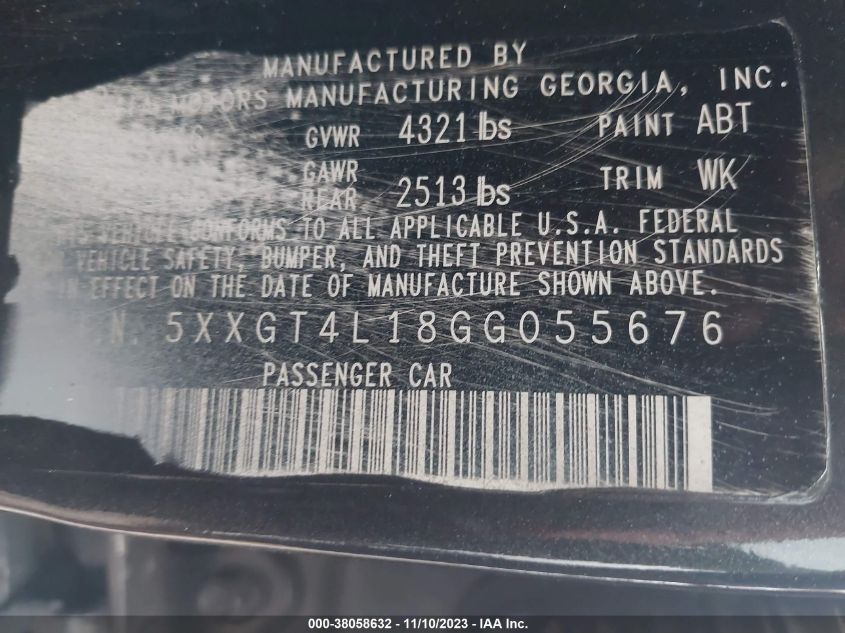 MANUFACTURED BY
MOTORS MANUFACTURING GEORGIA, INC.
GVWR 4321 lbs PAINT ABT
GAWR
REAR 2513 lbs TRIM WK
VEHICLE CONFORMS TO ALL APPLICABLE U.S.A. FEDERAL
VEHICLE SAFETY, BUMPER, AND THEFT PREVENTION STANDARDS
IN EFFECT ON THE DATE OF MANUFACTURE SHOWN ABOVE.
N. 5XXGT4L18GG055676
PASSENGER CAR
000-38058632 - 11/10/2023 - IAA Inc.